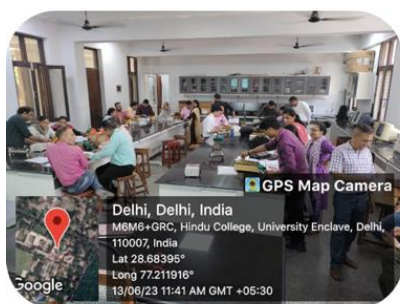 GPS Map Camera
Delhi, Delhi, India
M6M6+GRC, Hindu College, University Enclave, Delhi,
110007, India
Lat 28.68395°
Long 77.211916°
13/06/23 11:41 AM GMT +05:30
Google